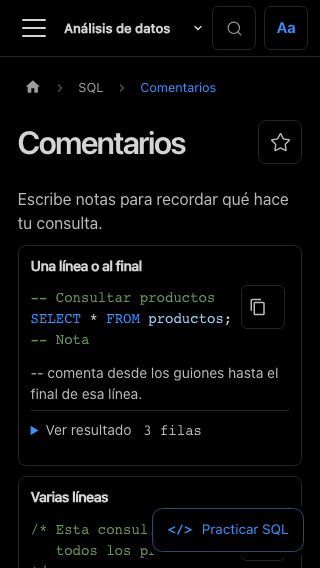 Análisis de datos
Aa
SQL
Comentarios
Comentarios
Escribe notas para recordar qué hace
tu consulta.
Una línea o al final
-- Consultar productos
SELECT * FROM productos;
-- Nota
-- comenta desde los guiones hasta el
final de esa línea.
Ver resultado 3 filas
Varias líneas
/* Esta consul
todos los
</> Practicar SQL